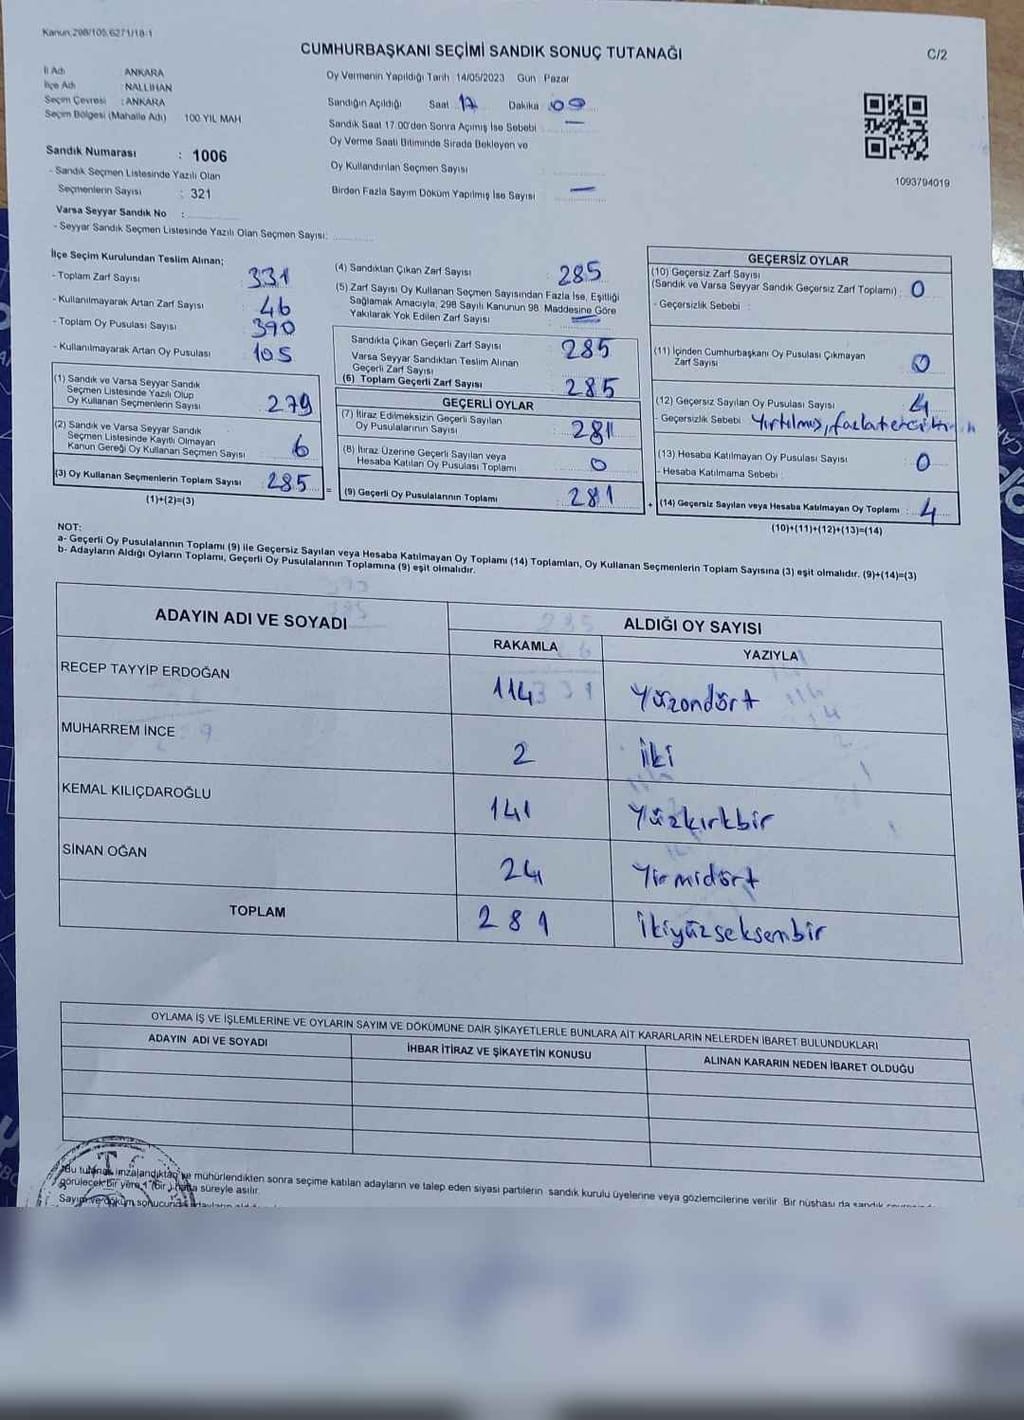 Kanun:298/105,6271/18-1
CUMHURBAŞKANI SEÇİMİ SANDIK SONUÇ TUTANAĞI
C/2
İl Adı ANKARA
İlçe Adı : NALLIHAN
Seçim Çevresi : ANKARA
Seçim Bölgesi (Mahalle Adı) 100 YIL MAH
Sandık Numarası : 1006
- Sandık Seçmen Listesinde Yazılı Olan
Seçmenlerin Sayısı : 321
Varsa Seyyar Sandık No :
- Seyyar Sandık Seçmen Listesinde Yazılı Olan Seçmen Sayısı:
Oy Vermenin Yapıldığı Tarih 14/05/2023 Gün : Pazar
Sandığın Açıldığı Saat 17 Dakika 09
Sandık Saat 17.00'den Sonra Açımış İse Sebebi —
Oy Verme Saati Bitiminde Sırada Bekleyen ve
Oy Kullandırılan Seçmen Sayısı
Birden Fazla Sayım Döküm Yapılmış İse Sayısı —
1093794019
İlçe Seçim Kurulundan Teslim Alınan;
- Toplam Zarf Sayısı 331
- Kullanılmayarak Artan Zarf Sayısı 46
- Toplam Oy Pusulası Sayısı 390
- Kullanılmayarak Artan Oy Pusulası 105
(1) Sandık ve Varsa Seyyar Sandık
Seçmen Listesinde Yazılı Olup
Oy Kullanan Seçmenlerin Sayısı 279
(2) Sandık ve Varsa Seyyar Sandık
Seçmen Listesinde Kayıtlı Olmayan
Kanun Gereği Oy Kullanan Seçmen Sayısı 6
(3) Oy Kullanan Seçmenlerin Toplam Sayısı 285
(1)+(2)=(3)
(4) Sandıktan Çıkan Zarf Sayısı 285
(5) Zarf Sayısı Oy Kullanan Seçmen Sayısından Fazla İse, Eşitliği
Sağlamak Amacıyla, 298 Sayılı Kanunun 98. Maddesine Göre
Yakılarak Yok Edilen Zarf Sayısı —
Sandıkta Çıkan Geçerli Zarf Sayısı 285
Varsa Seyyar Sandıktan Teslim Alınan
Geçerli Zarf Sayısı
(6) Toplam Geçerli Zarf Sayısı 285
GEÇERLİ OYLAR
(7) İtiraz Edilmeksizin Geçerli Sayılan
Oy Pusulalarının Sayısı 281
(8) İtiraz Üzerine Geçerli Sayılan veya
Hesaba Katılan Oy Pusulası Toplamı 0
= (9) Geçerli Oy Pusulalarının Toplamı 281
GEÇERSİZ OYLAR
(10) Geçersiz Zarf Sayısı
(Sandık ve Varsa Seyyar Sandık Geçersiz Zarf Toplamı) : 0
- Geçersizlik Sebebi :
(11) İçinden Cumhurbaşkanı Oy Pusulası Çıkmayan
Zarf Sayısı 0
(12) Geçersiz Sayılan Oy Pusulası Sayısı 4
- Geçersizlik Sebebi : Yırtılmış, fazla tercih
(13) Hesaba Katılmayan Oy Pusulası Sayısı 0
- Hesaba Katılmama Sebebi :
+ (14) Geçersiz Sayılan veya Hesaba Katılmayan Oy Toplamı : 4
(10)+(11)+(12)+(13)=(14)
NOT:
a- Geçerli Oy Pusulalarının Toplamı (9) ile Geçersiz Sayılan veya Hesaba Katılmayan Oy Toplamı (14) Toplamları, Oy Kullanan Seçmenlerin Toplam Sayısına (3) eşit olmalıdır. (9)+(14)=(3)
b- Adayların Aldığı Oyların Toplamı, Geçerli Oy Pusulalarının Toplamına (9) eşit olmalıdır.
ADAYIN ADI VE SOYADI
ALDIĞI OY SAYISI
RAKAMLA YAZIYLA
RECEP TAYYİP ERDOĞAN 114 Yüzondört
MUHARREM İNCE 2 İki
KEMAL KILIÇDAROĞLU 141 Yüzkırkbir
SİNAN OĞAN 24 Yirmidört
TOPLAM 281 İkiyüzseksenbir
OYLAMA İŞ VE İŞLEMLERİNE VE OYLARIN SAYIM VE DÖKÜMÜNE DAİR ŞİKAYETLERLE BUNLARA AİT KARARLARIN NELERDEN İBARET BULUNDUKLARI
ADAYIN ADI VE SOYADI İHBAR İTİRAZ VE ŞİKAYETİN KONUSU ALINAN KARARIN NEDEN İBARET OLDUĞU
Bu tutanak imzalandıktan ve mühürlendikten sonra seçime katılan adayların ve talep eden siyasi partilerin sandık kurulu üyelerine veya gözlemcilerine verilir. Bir nüshası da sandık
görülecek bir yere 1 (Bir) hafta süreyle asılır.
Sayım ve döküm sonucunda